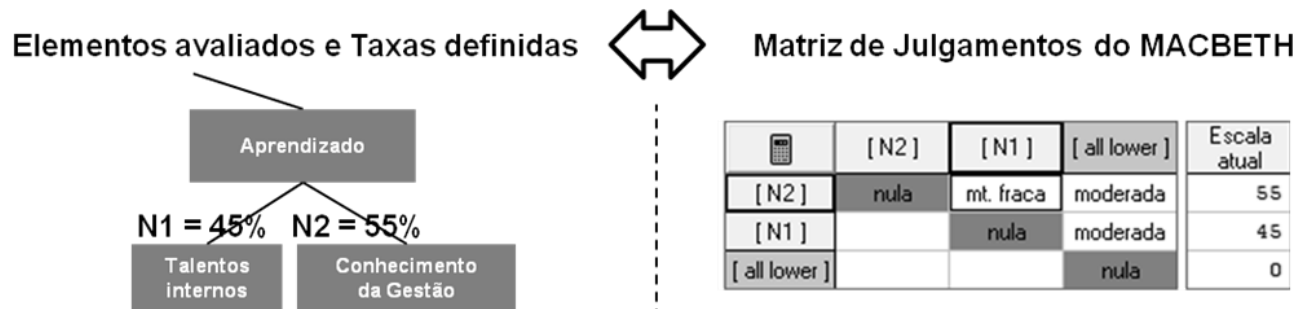 Elementos avaliados e Taxas definidas
Aprendizado
N1 = 45% N2 = 55%
Talentos internos
Conhecimento da Gestão
Matriz de Julgamentos do MACBETH
[ N2 ] [ N1 ] [ all lower ] Escala atual
[ N2 ] nula mt. fraca moderada 55
[ N1 ] nula moderada 45
[ all lower ] nula 0